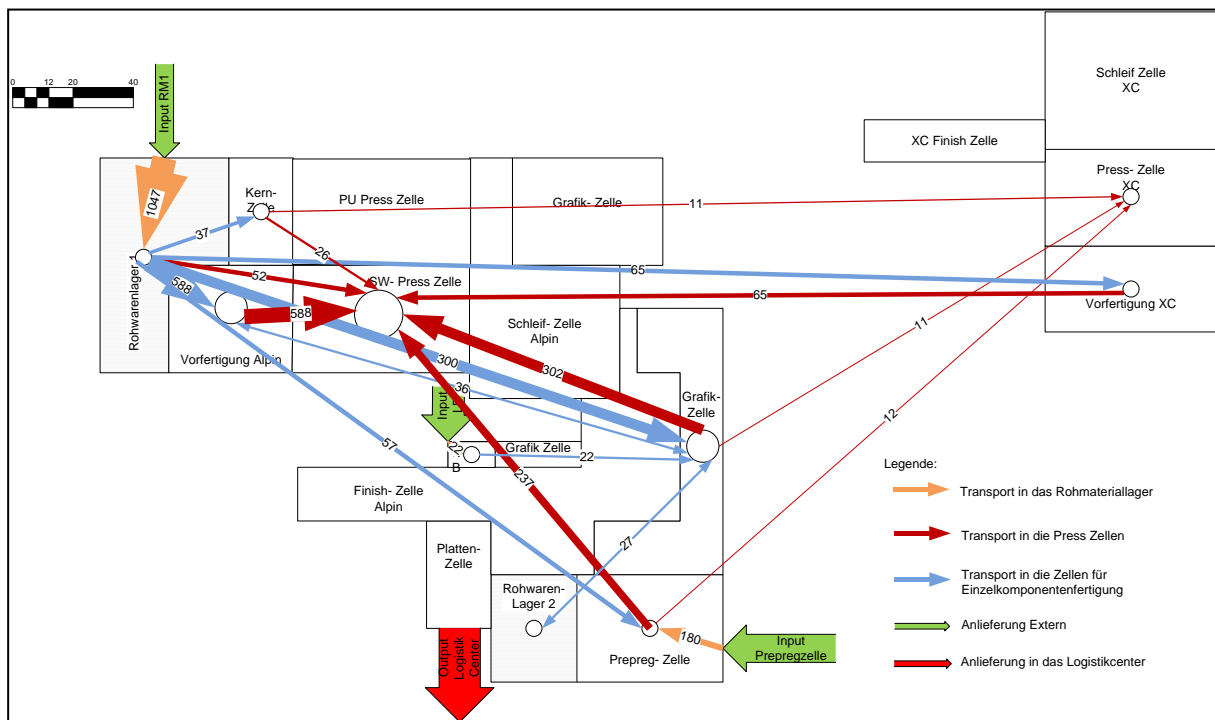 Schleif Zelle
XC
0 12 20 40
Input RM1
XC Finish Zelle
1047
Kern-
Zelle
PU Press Zelle
Grafik- Zelle
Press- Zelle
XC
11
37
26
Rohwarenlager 1
52
SW- Press Zelle
65
588
588
65
Vorfertigung XC
Schleif- Zelle
Alpin
11
Vorfertigung Alpin
300
302
36
Grafik-
Zelle
Input
12
57
22
B
Grafik Zelle
22
237
Finish- Zelle
Alpin
Legende:
Transport in das Rohmateriallager
Transport in die Press Zellen
Transport in die Zellen für
Einzelkomponentenfertigung
Anlieferung Extern
Anlieferung in das Logistikcenter
Platten-
Zelle
27
Rohwaren-
Lager 2
180
Prepreg- Zelle
Input
Prepregzelle
Output
Logistik
Center